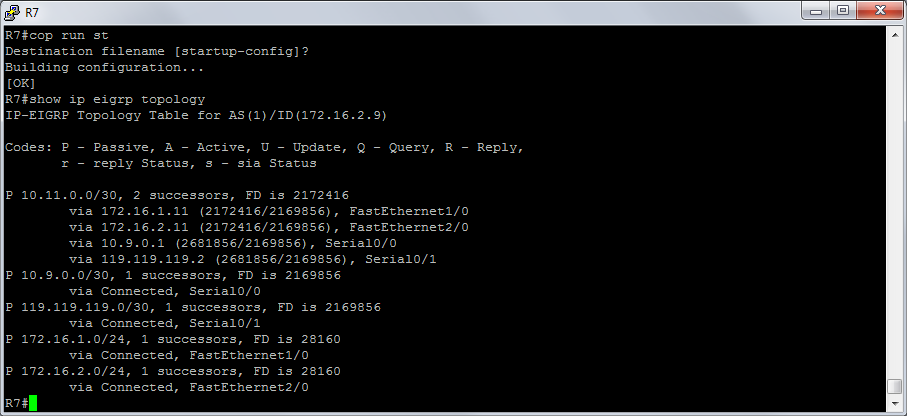 R7
R7#cop run st
Destination filename [startup-config]?
Building configuration...
[OK]
R7#show ip eigrp topology
IP-EIGRP Topology Table for AS(1)/ID(172.16.2.9)
Codes: P - Passive, A - Active, U - Update, Q - Query, R - Reply,
r - reply Status, s - sia Status
P 10.11.0.0/30, 2 successors, FD is 2172416
via 172.16.1.11 (2172416/2169856), FastEthernet1/0
via 172.16.2.11 (2172416/2169856), FastEthernet2/0
via 10.9.0.1 (2681856/2169856), Serial0/0
via 119.119.119.2 (2681856/2169856), Serial0/1
P 10.9.0.0/30, 1 successors, FD is 2169856
via Connected, Serial0/0
P 119.119.119.0/30, 1 successors, FD is 2169856
via Connected, Serial0/1
P 172.16.1.0/24, 1 successors, FD is 28160
via Connected, FastEthernet1/0
P 172.16.2.0/24, 1 successors, FD is 28160
via Connected, FastEthernet2/0
R7#